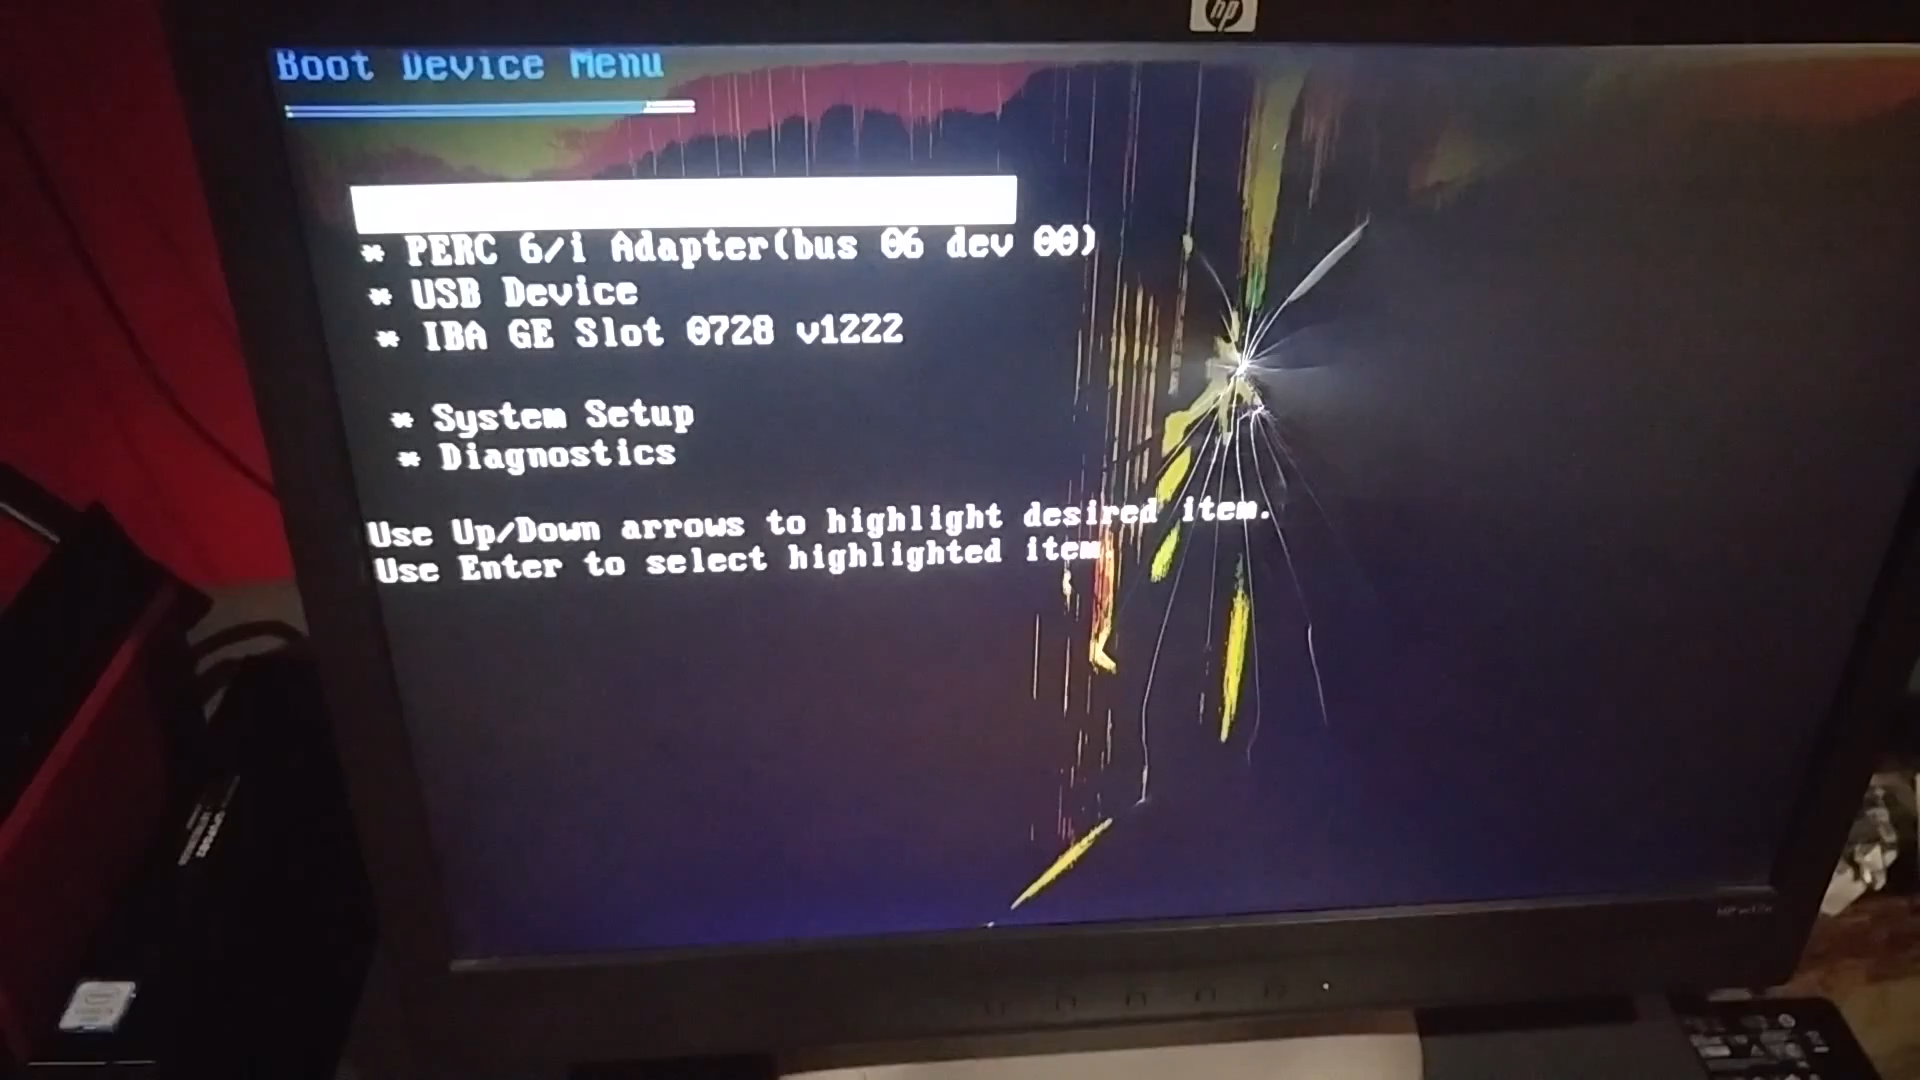 hp
Boot Device Menu
* PERC 6/i Adapter(bus 06 dev 00)
* USB Device
* IBA GE Slot 0728 v1222
* System Setup
* Diagnostics
Use Up/Down arrows to highlight desired item.
Use Enter to select highlighted item.